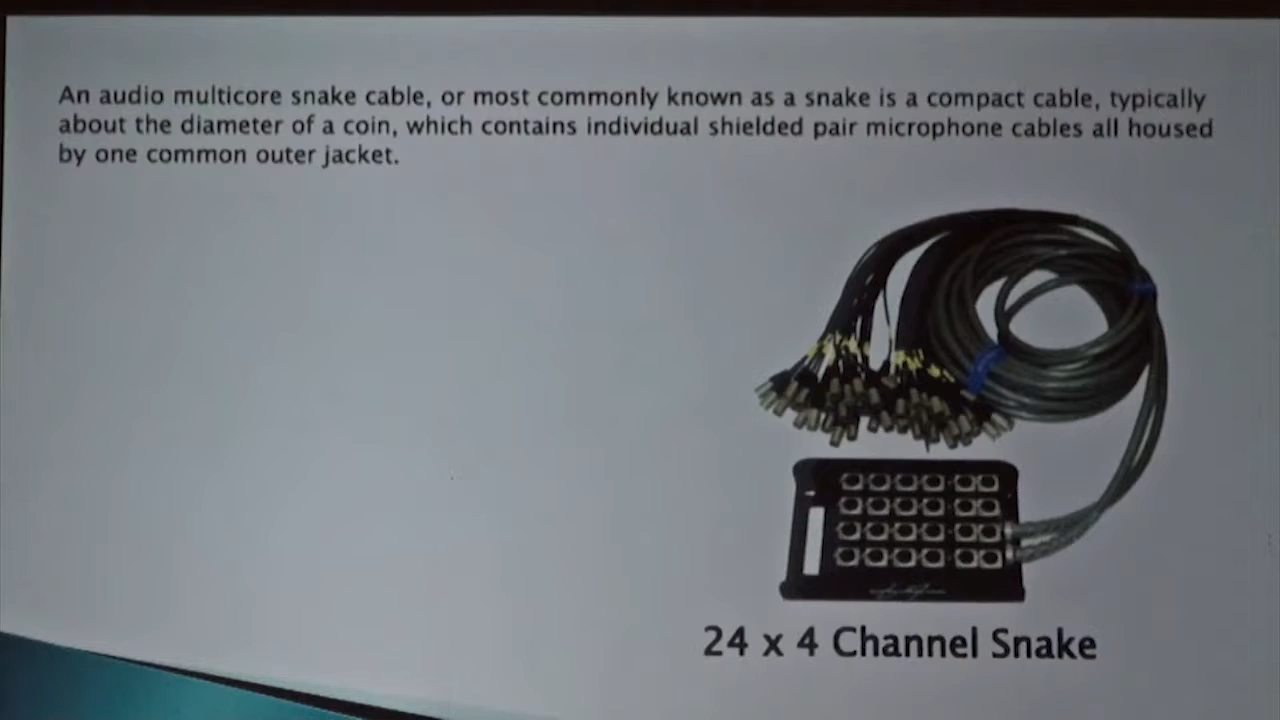 An audio multicore snake cable, or most commonly known as a snake is a compact cable, typically
about the diameter of a coin, which contains individual shielded pair microphone cables all housed
by one common outer jacket.
24 x 4 Channel Snake